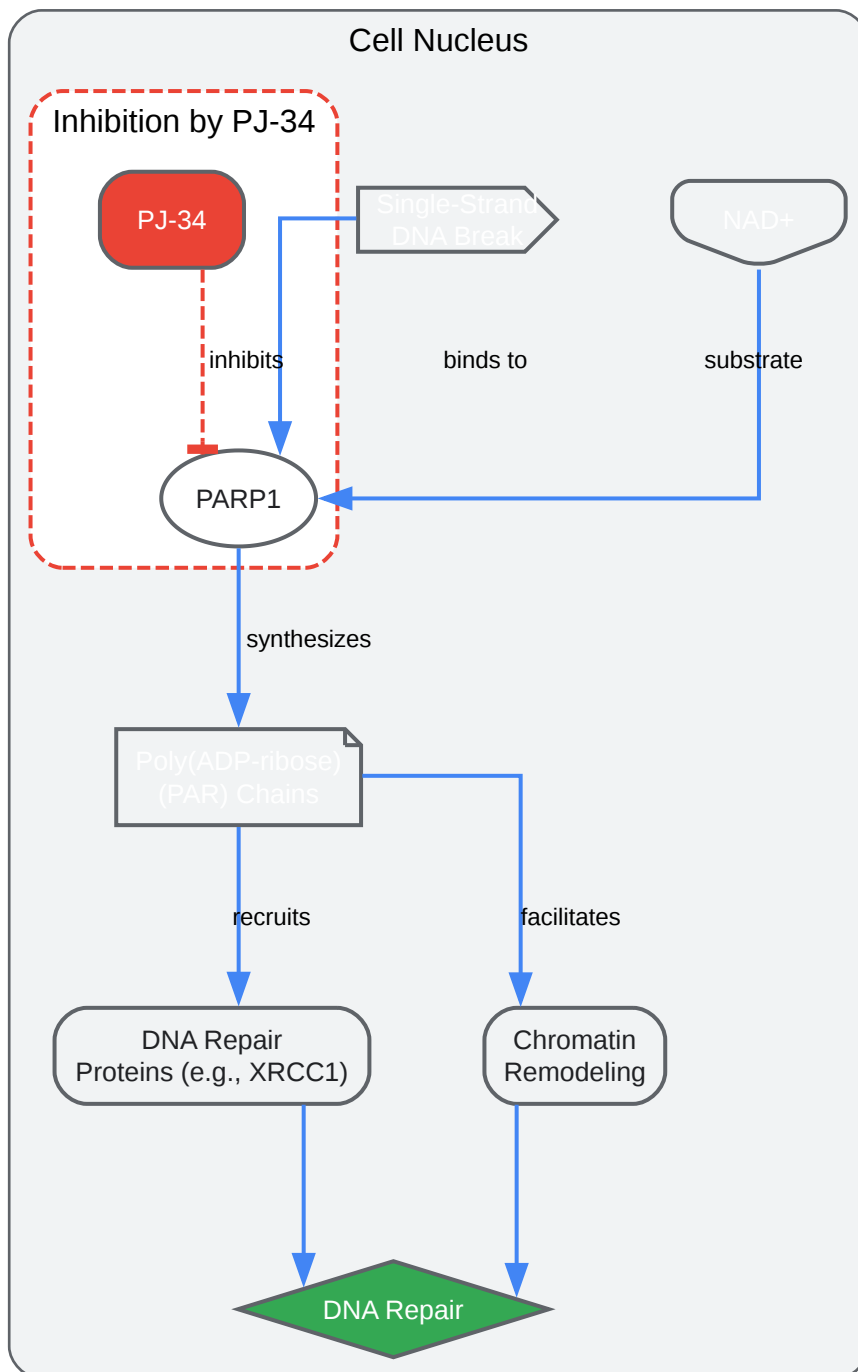 Cell Nucleus
Inhibition by PJ-34
PJ-34
Single-Strand
DNA Break
NAD+
inhibits
binds to
substrate
PARP1
synthesizes
Poly(ADP-ribose)
(PAR) Chains
recruits
facilitates
DNA Repair
Proteins (e.g., XRCC1)
Chromatin
Remodeling
DNA Repair